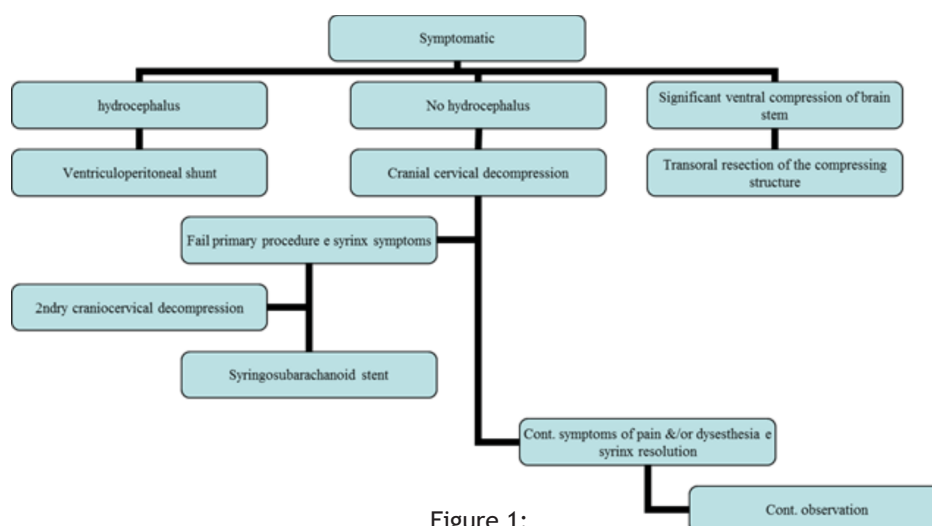 Symptomatic
hydrocephalus
No hydrocephalus
Significant ventral compression of brain
stem
Ventriculoperitoneal shunt
Cranial cervical decompression
Transoral resection of the compressing
structure
Fail primary procedure e syrinx symptoms
2ndry craniocervical decompression
Syringosubarachanoid stent
Cont. symptoms of pain &/or dysesthesia e
syrinx resolution
Cont. observation
Figure 1: